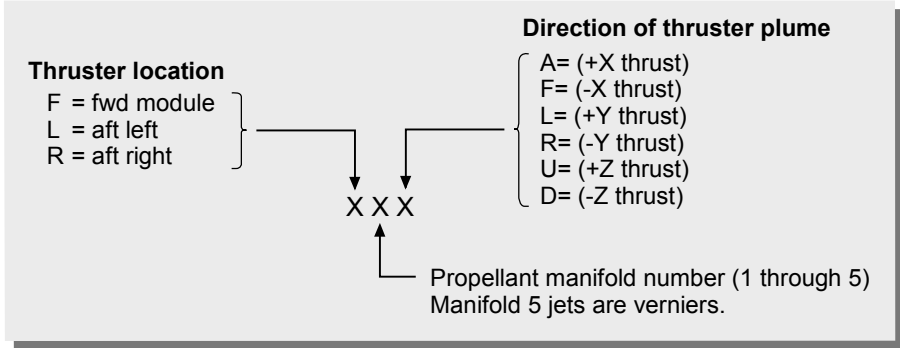 Direction of thruster plume
Thruster location
F = fwd module
L = aft left
R = aft right
A= (+X thrust)
F= (-X thrust)
L= (+Y thrust)
R= (-Y thrust)
U= (+Z thrust)
D= (-Z thrust)
X X X
Propellant manifold number (1 through 5)
Manifold 5 jets are verniers.